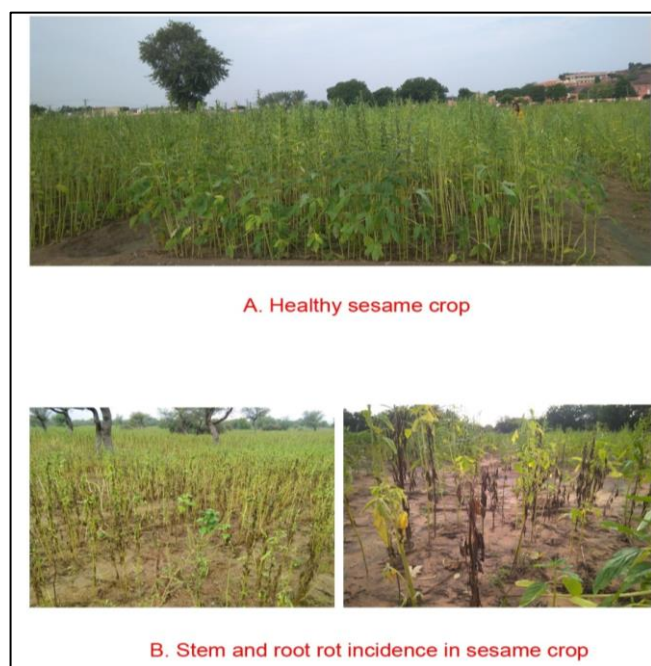 A. Healthy sesame crop
B. Stem and root rot incidence in sesame crop